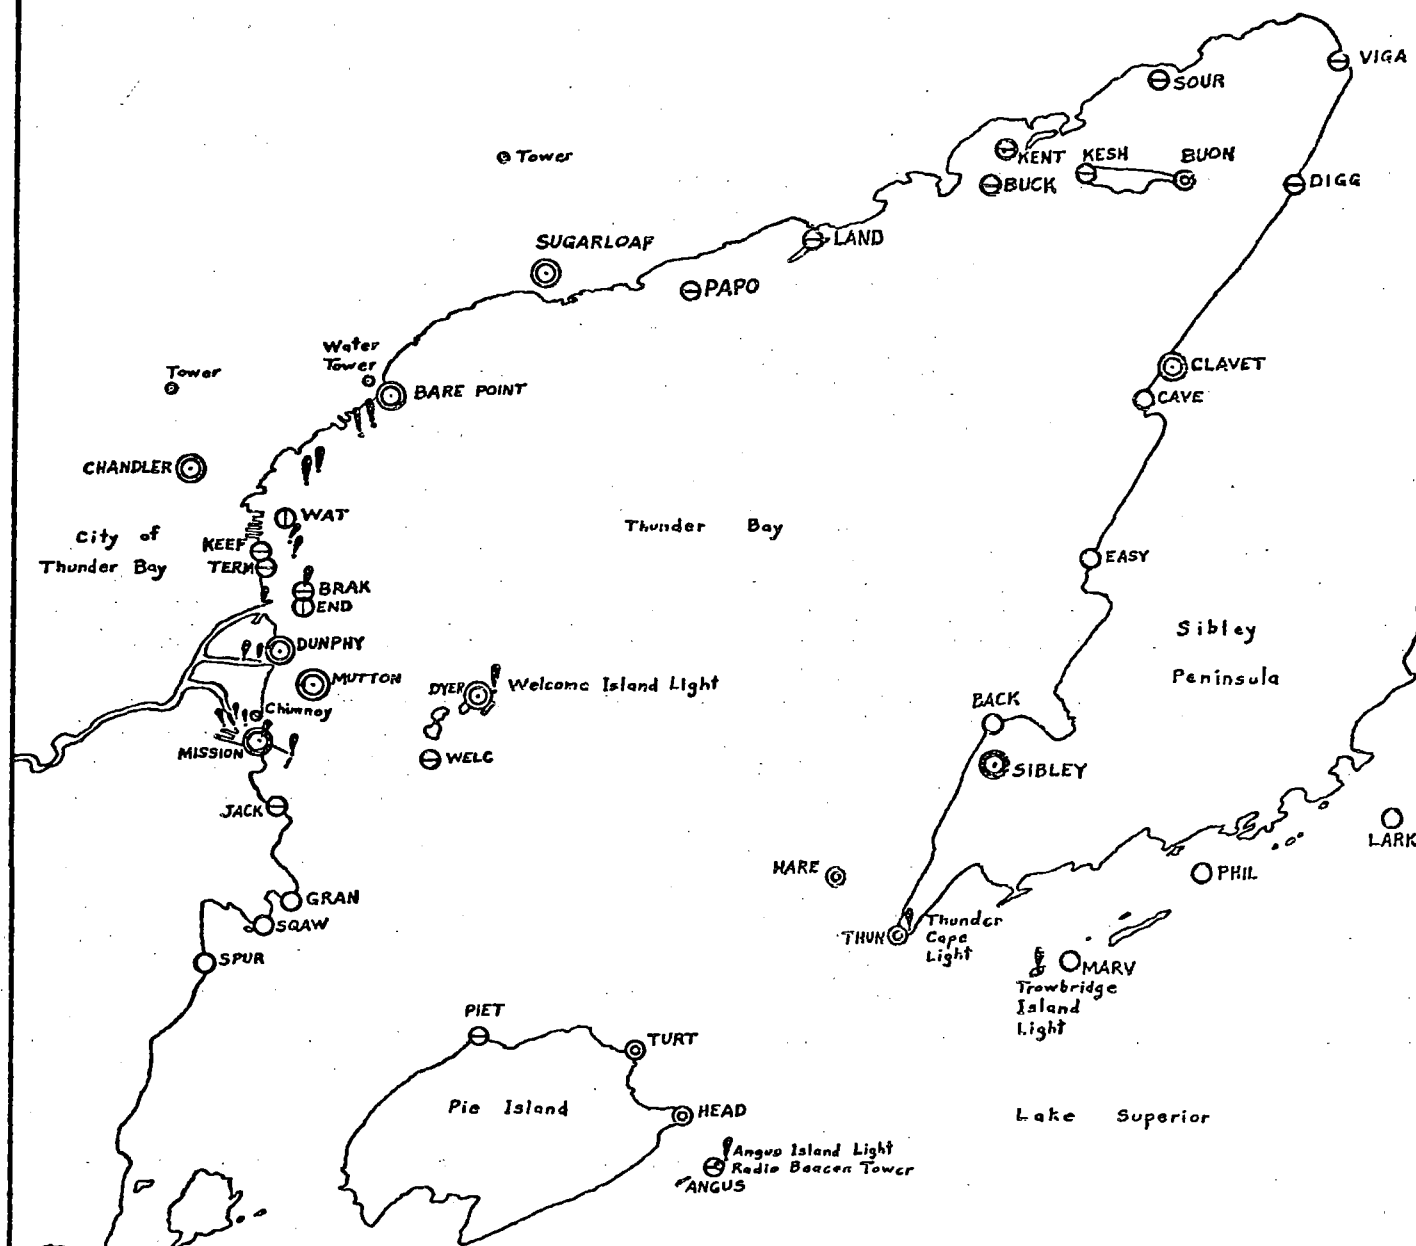 VIGA
SOUR
Tower
KENT
KESH
BUON
BUCK
DIGG
LAND
SUGARLOAF
PAPO
Water
Tower
Tower
CLAVET
BARE POINT
CAVE
CHANDLER
WAT
Thunder Bay
City of
Thunder Bay
KEEF
TERM
EASY
BRAK
END
Sibley
Peninsula
DUNPHY
MUTTON
DYER
Welcome Island Light
BACK
Chimney
MISSION
WELC
SIBLEY
JACK
LARK
HARE
PHIL
GRAN
SQAW
THUN
Thunder
Cape
Light
SPUR
MARV
Trowbridge
Island
Light
PIET
TURT
Pie Island
HEAD
Lake Superior
Angus Island Light
Radio Beacen Tower
ANGUS